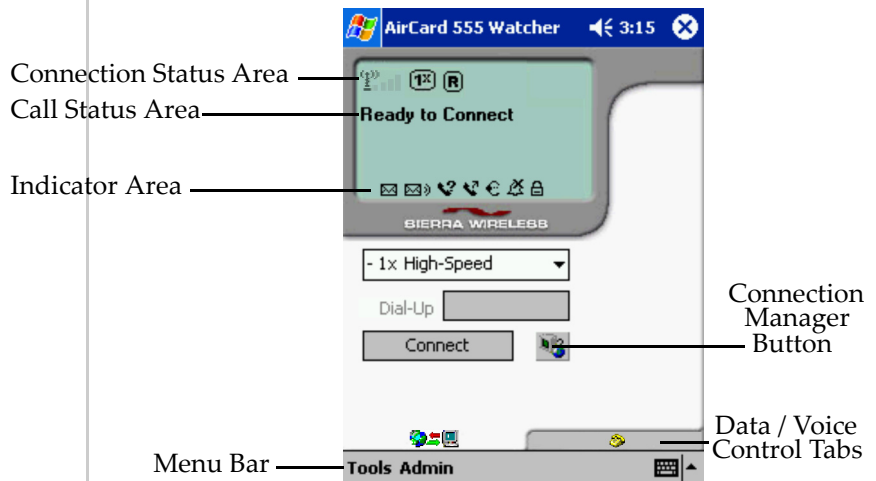 AirCard 555 Watcher 3:15
Connection Status Area
1X R
Call Status Area
Ready to Connect
Indicator Area
SIERRA WIRELESS
- 1x High-Speed
Dial-Up
Connect
Connection
Manager
Button
Data / Voice
Control Tabs
Menu Bar
Tools Admin